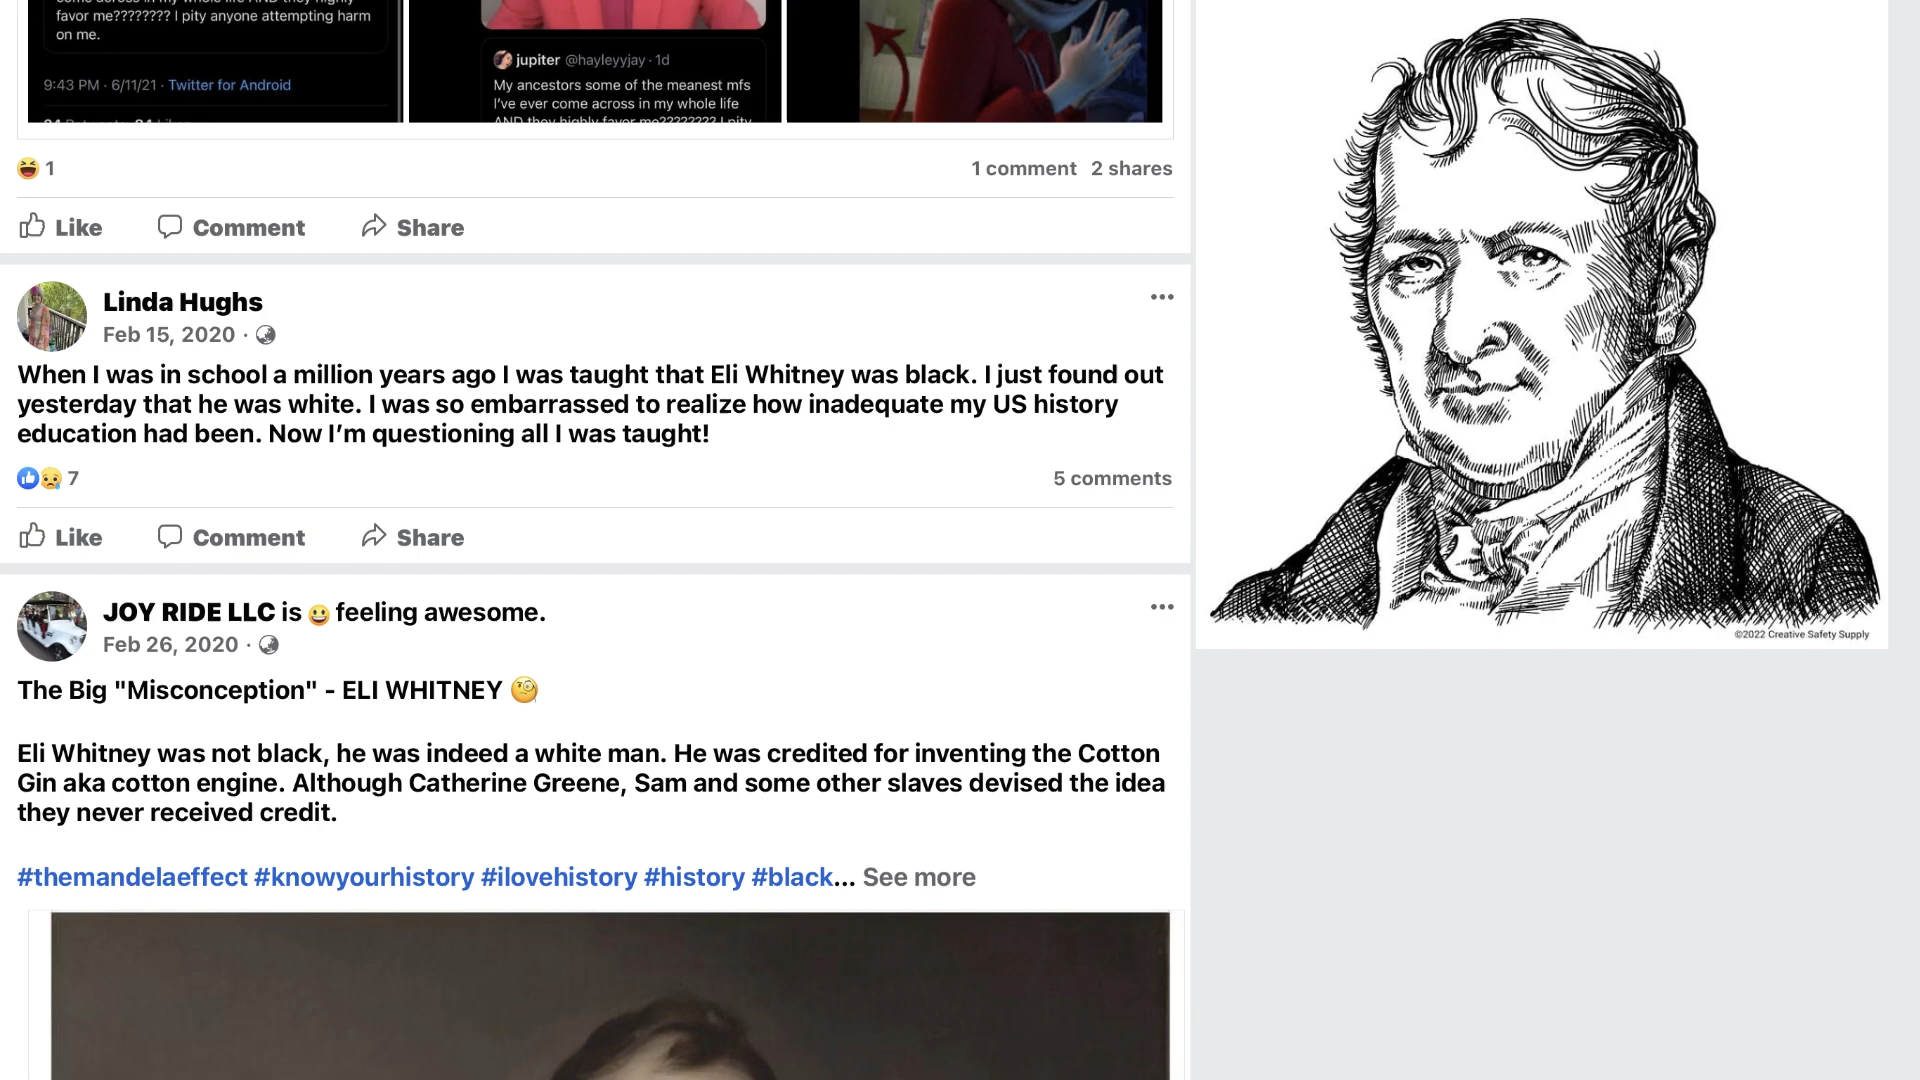 favor me???????? I pity anyone attempting harm
on me.
9:43 PM · 6/11/21 · Twitter for Android
jupiter @hayleyyjay · 1d
My ancestors some of the meanest mfs
I've ever come across in my whole life
AND they highly favor me???????? I pity
1
1 comment 2 shares
Like Comment Share
Linda Hughs
Feb 15, 2020 ·
When I was in school a million years ago I was taught that Eli Whitney was black. I just found out
yesterday that he was white. I was so embarrassed to realize how inadequate my US history
education had been. Now I'm questioning all I was taught!
7
5 comments
Like Comment Share
JOY RIDE LLC is 😀 feeling awesome.
Feb 26, 2020 ·
The Big "Misconception" - ELI WHITNEY 🧐
Eli Whitney was not black, he was indeed a white man. He was credited for inventing the Cotton
Gin aka cotton engine. Although Catherine Greene, Sam and some other slaves devised the idea
they never received credit.
#themandelaeffect #knowyourhistory #ilovehistory #history #black... See more
©2022 Creative Safety Supply